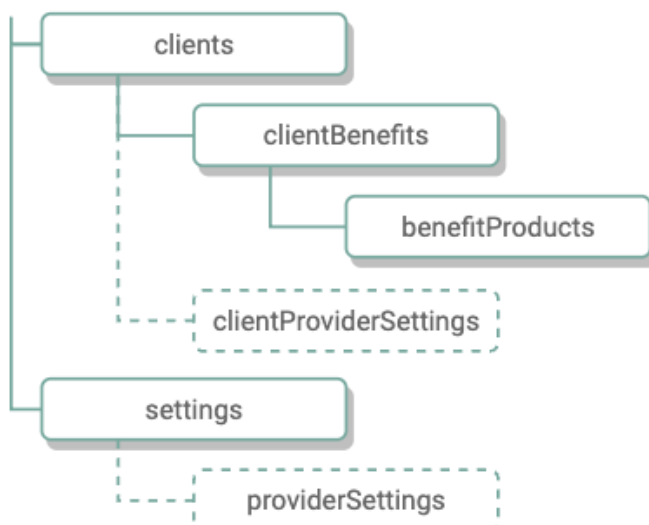 clients
clientBenefits
benefitProducts
clientProviderSettings
settings
providerSettings